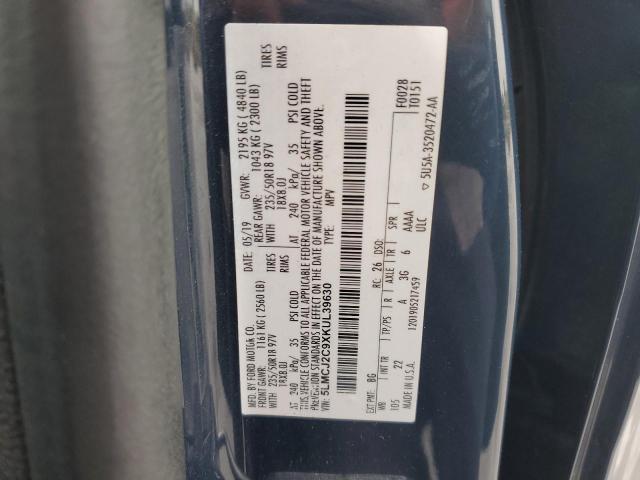 MFD. BY FORD MOTOR CO.
DATE: 05/19 GVWR: 2195 KG ( 4840 LB)
FRONT GAWR: 1161 KG ( 2560 LB) REAR GAWR: 1043 KG ( 2300 LB)
WITH 235/50R18 97V TIRES WITH 235/50R18 97V TIRES
18X8.0J RIMS 18X8.0J RIMS
AT 240 kPa/ 35 PSI COLD AT 240 kPa/ 35 PSI COLD
THIS VEHICLE CONFORMS TO ALL APPLICABLE FEDERAL MOTOR VEHICLE SAFETY AND THEFT
PREVENTION STANDARDS IN EFFECT ON THE DATE OF MANUFACTURE SHOWN ABOVE.
VIN: 5LMCJ2C9XKUL39630 TYPE: MPV
F0028
T0151
EXT PNT: BG RC: 26 DSO:
WB INT TR TP/PS R AXLE TR SPR
105 22 A 3G 6 AAAA
ULC
MADE IN U.S.A. 1201905217459
5U5A-3520472-AA